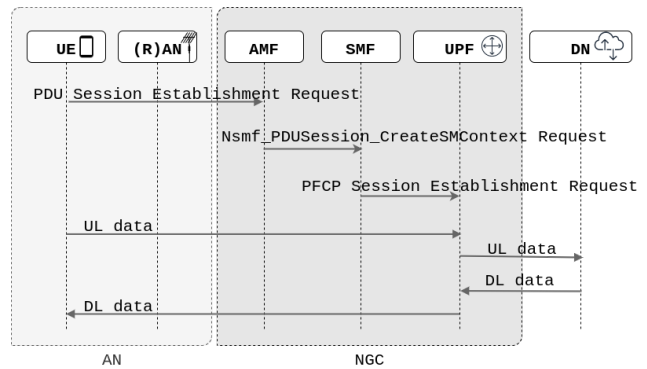 UE (R)AN AMF SMF UPF DN
PDU Session Establishment Request
Nsmf_PDUSession_CreateSMContext Request
PFCP Session Establishment Request
UL data
UL data
DL data
DL data
AN NGC